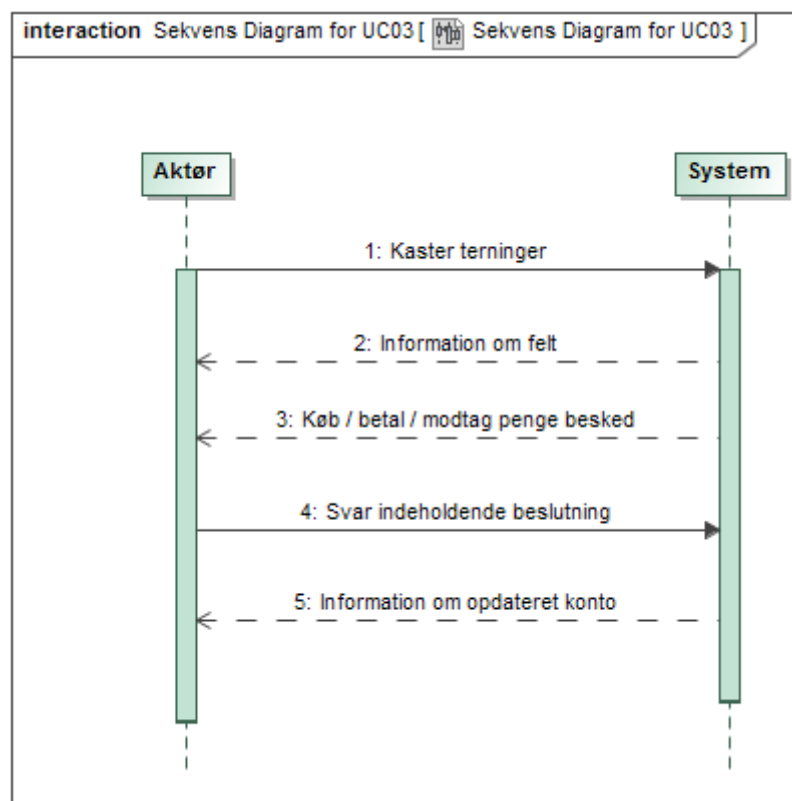 interaction Sekvens Diagram for UC03 [ Sekvens Diagram for UC03 ]
Aktør
System
1: Kaster terninger
2: Information om felt
3: Køb / betal / modtag penge besked
4: Svar indeholdende beslutning
5: Information om opdateret konto